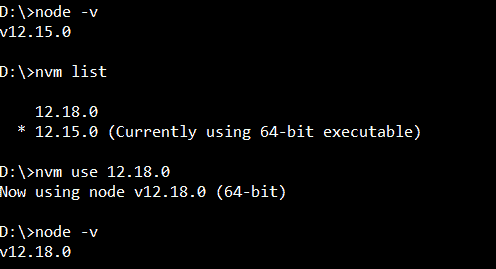 D:\>node -v
v12.15.0
D:\>nvm list
12.18.0
* 12.15.0 (Currently using 64-bit executable)
D:\>nvm use 12.18.0
Now using node v12.18.0 (64-bit)
D:\>node -v
v12.18.0